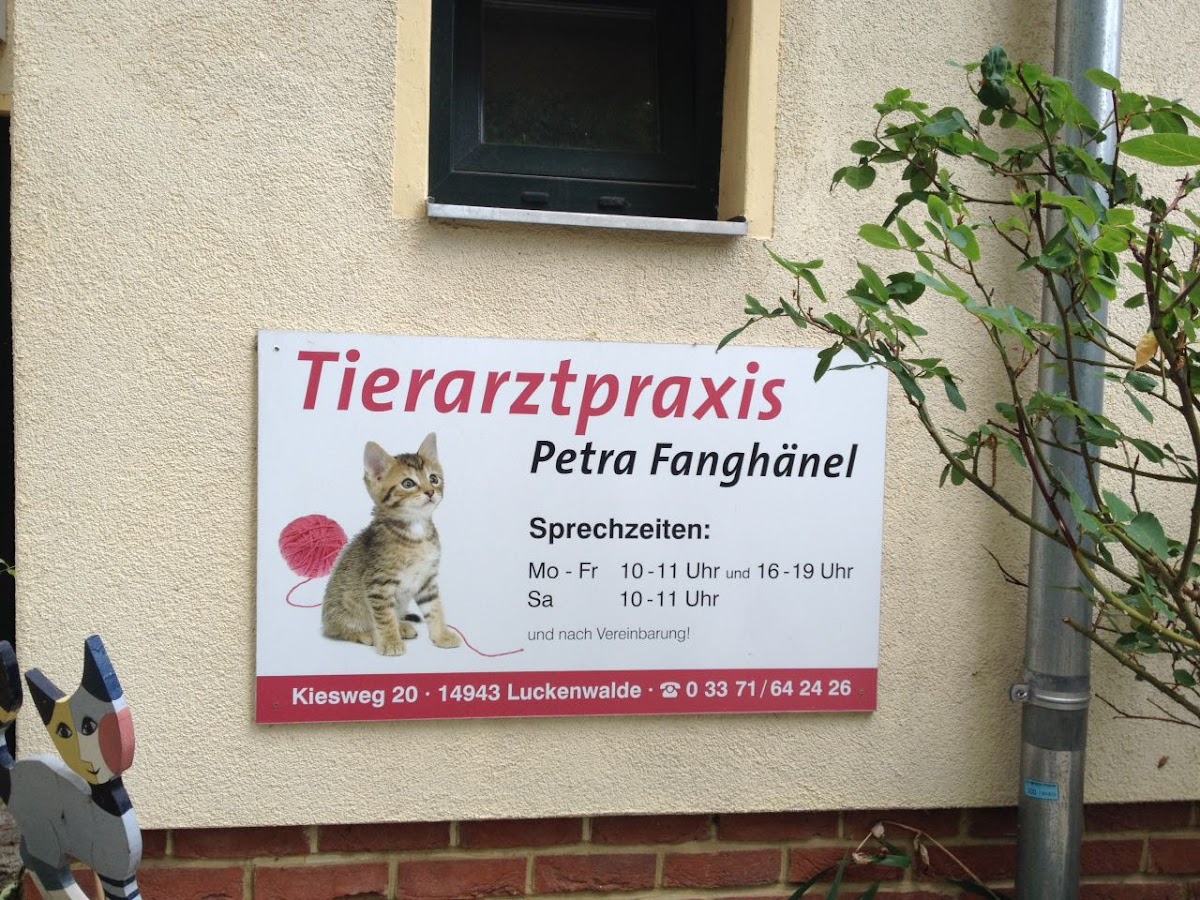 Tierarztpraxis
Petra Fanghänel
Sprechzeiten:
Mo - Fr 10 - 11 Uhr und 16 - 19 Uhr
Sa 10 - 11 Uhr
und nach Vereinbarung!
Kiesweg 20 · 14943 Luckenwalde · ☎ 0 33 71 / 64 24 26